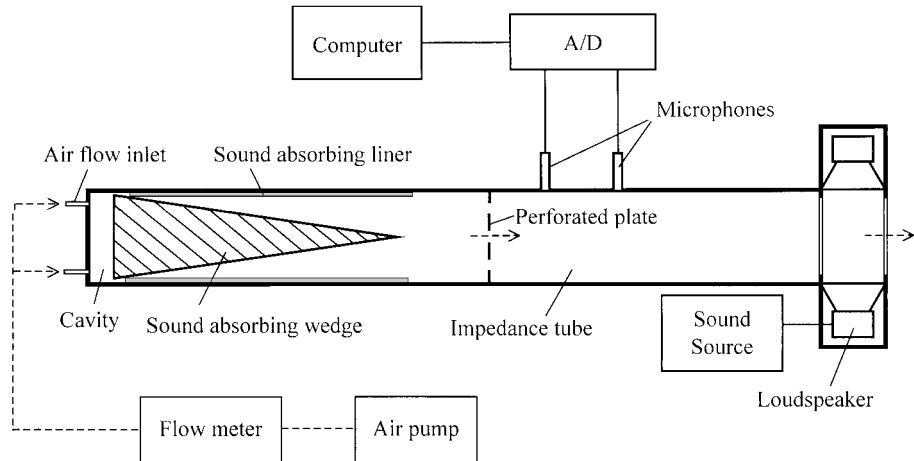 Computer
A/D
Microphones
Air flow inlet
Sound absorbing liner
Perforated plate
Cavity
Sound absorbing wedge
Impedance tube
Sound
Source
Loudspeaker
Flow meter
Air pump